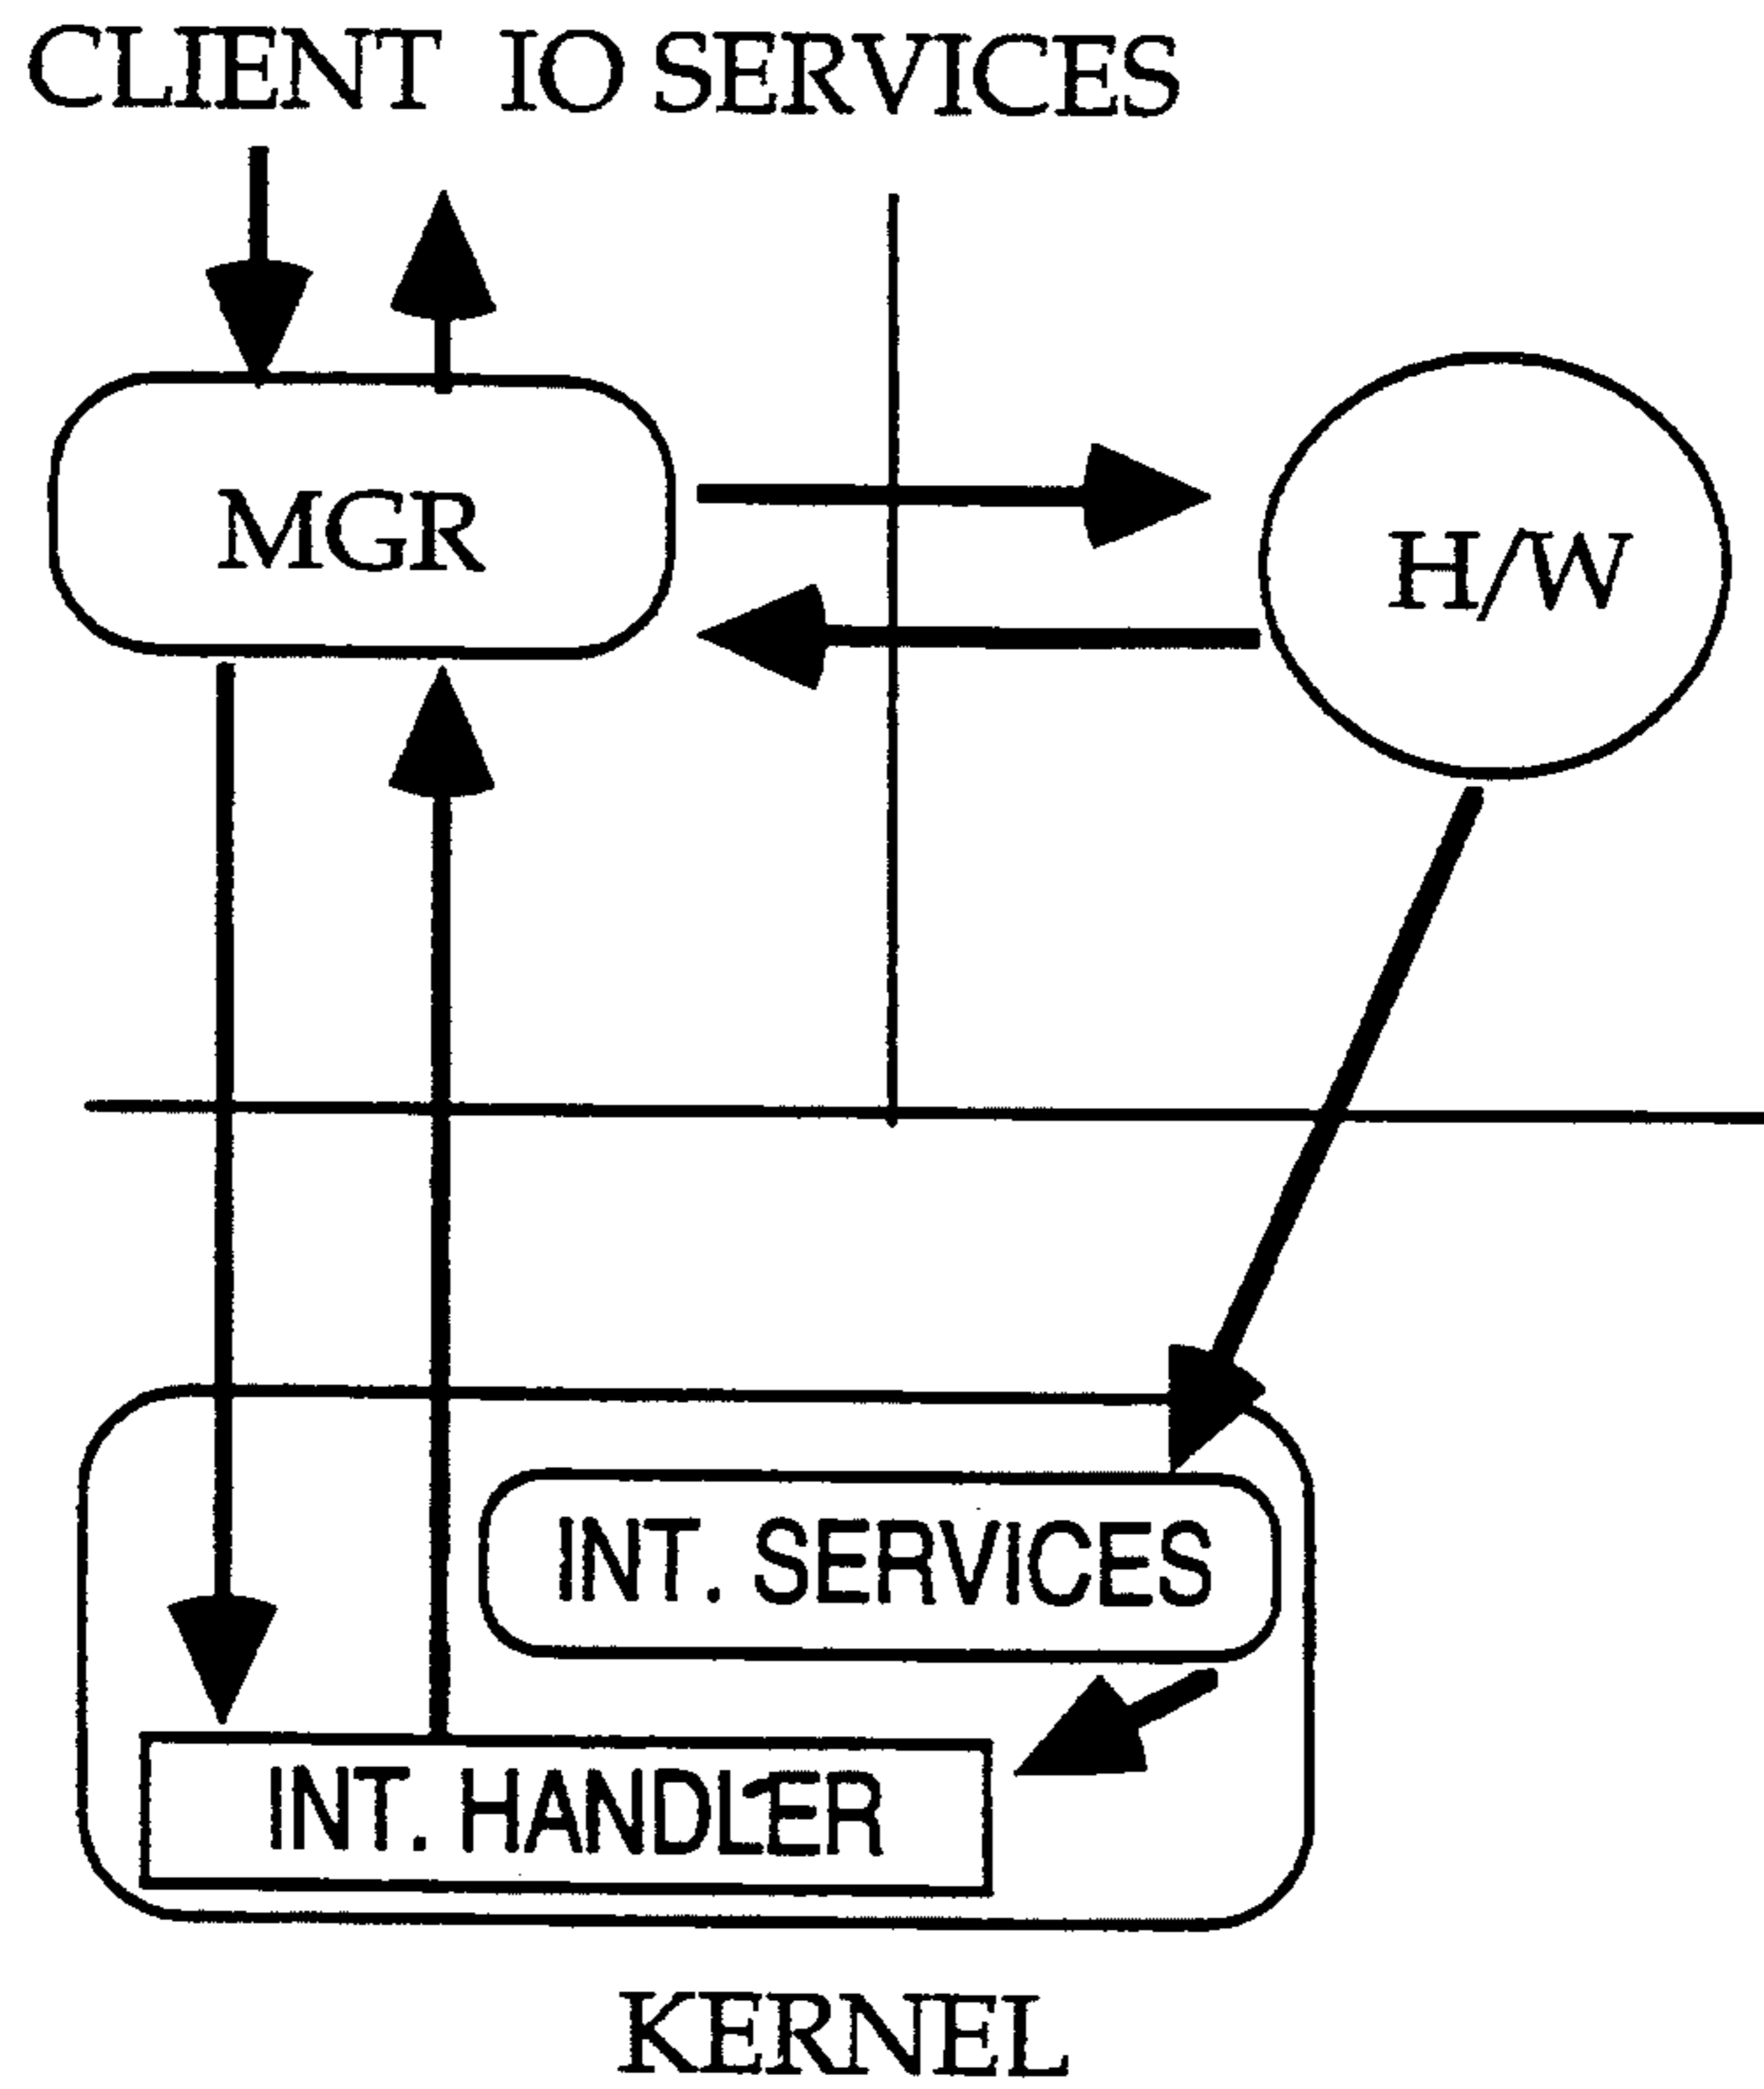 CLIENT IO SERVICES
MGR
H/W
INT. SERVICES
INT. HANDLER
KERNEL